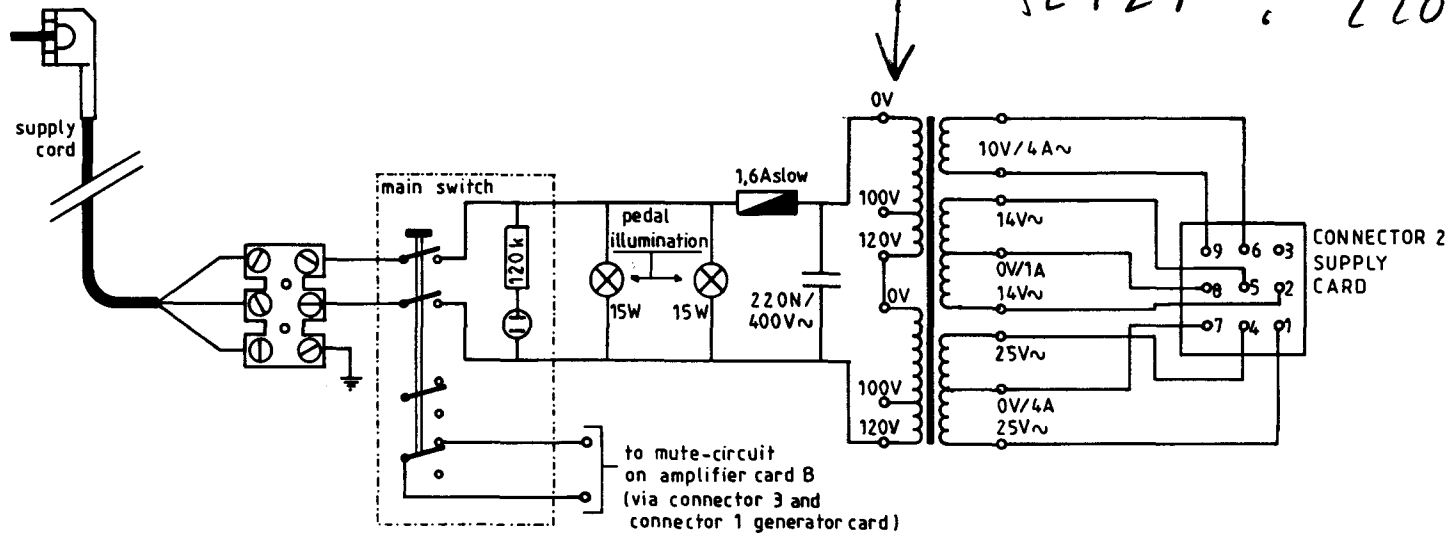 220
supply
cord
main switch
120k
pedal
illumination
15W
15W
1,6Aslow
220N/
400V~
0V
100V
120V
0V
100V
120V
10V/4A~
14V~
0V/1A
14V~
25V~
0V/4A
25V~
9 6 3
8 5 2
7 4 1
CONNECTOR 2
SUPPLY
CARD
to mute-circuit
on amplifier card B
(via connector 3 and
connector 1 generator card)